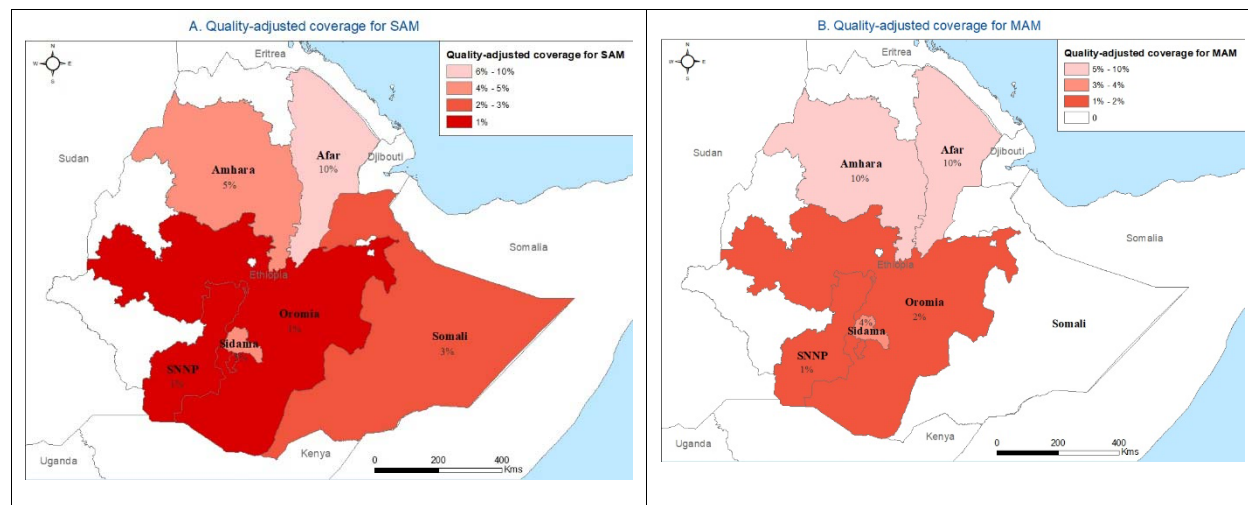 A. Quality-adjusted coverage for SAM
N
W E
S
Eritrea
Quality-adjusted coverage for SAM
6% - 10%
4% - 5%
2% - 3%
1%
Sudan
Afar
10%
Djibouti
Amhara
5%
Somalia
Ethiopia
Oromia
1%
Sidama
Somali
3%
SNNP
1%
Kenya
Uganda
0 200 400
Kms
B. Quality-adjusted coverage for MAM
N
W E
S
Eritrea
Quality-adjusted coverage for MAM
5% - 10%
3% - 4%
1% - 2%
0
Sudan
Afar
10%
Djibouti
Amhara
10%
Somalia
Ethiopia
Oromia
2%
4%
Sidama
Somali
SNNP
1%
Kenya
Uganda
0 200 400
Kms